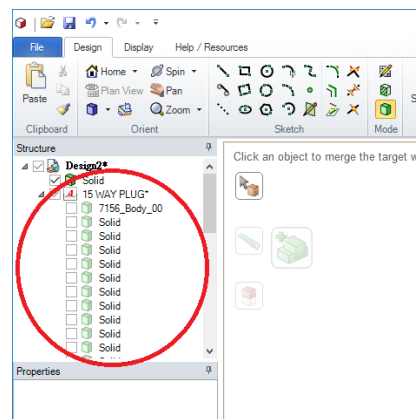 File Design Display Help / Resources
Home Spin
Plan View Pan
Paste
Zoom
Clipboard Orient Sketch Mode
Structure
Click an object to merge the target w
Design2*
Solid
15 WAY PLUG*
7156_Body_00
Solid
Solid
Solid
Solid
Solid
Solid
Solid
Solid
Solid
Solid
Properties